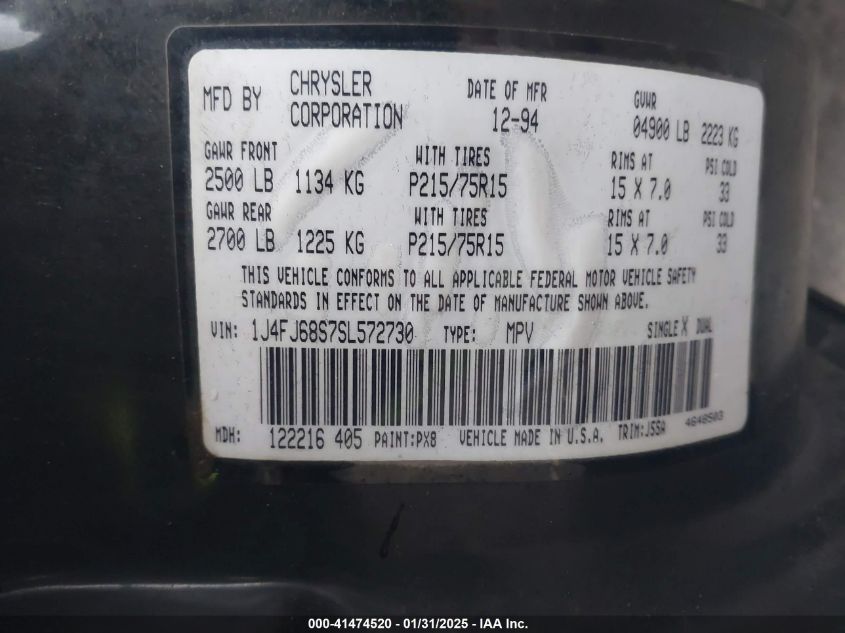 MFD BY CHRYSLER CORPORATION DATE OF MFR 12-94 GVWR 04900 LB 2223 KG
GAWR FRONT WITH TIRES RIMS AT PSI COLD
2500 LB 1134 KG P215/75R15 15 X 7.0 33
GAWR REAR WITH TIRES RIMS AT PSI COLD
2700 LB 1225 KG P215/75R15 15 X 7.0 33
THIS VEHICLE CONFORMS TO ALL APPLICABLE FEDERAL MOTOR VEHICLE SAFETY
STANDARDS IN EFFECT ON THE DATE OF MANUFACTURE SHOWN ABOVE.
VIN: 1J4FJ68S7SL572730 TYPE: MPV SINGLE X DUAL
MDH: 122216 405 PAINT:PX8 VEHICLE MADE IN U.S.A. TRIM:J5SA 4648503
000-41474520 - 01/31/2025 - IAA Inc.